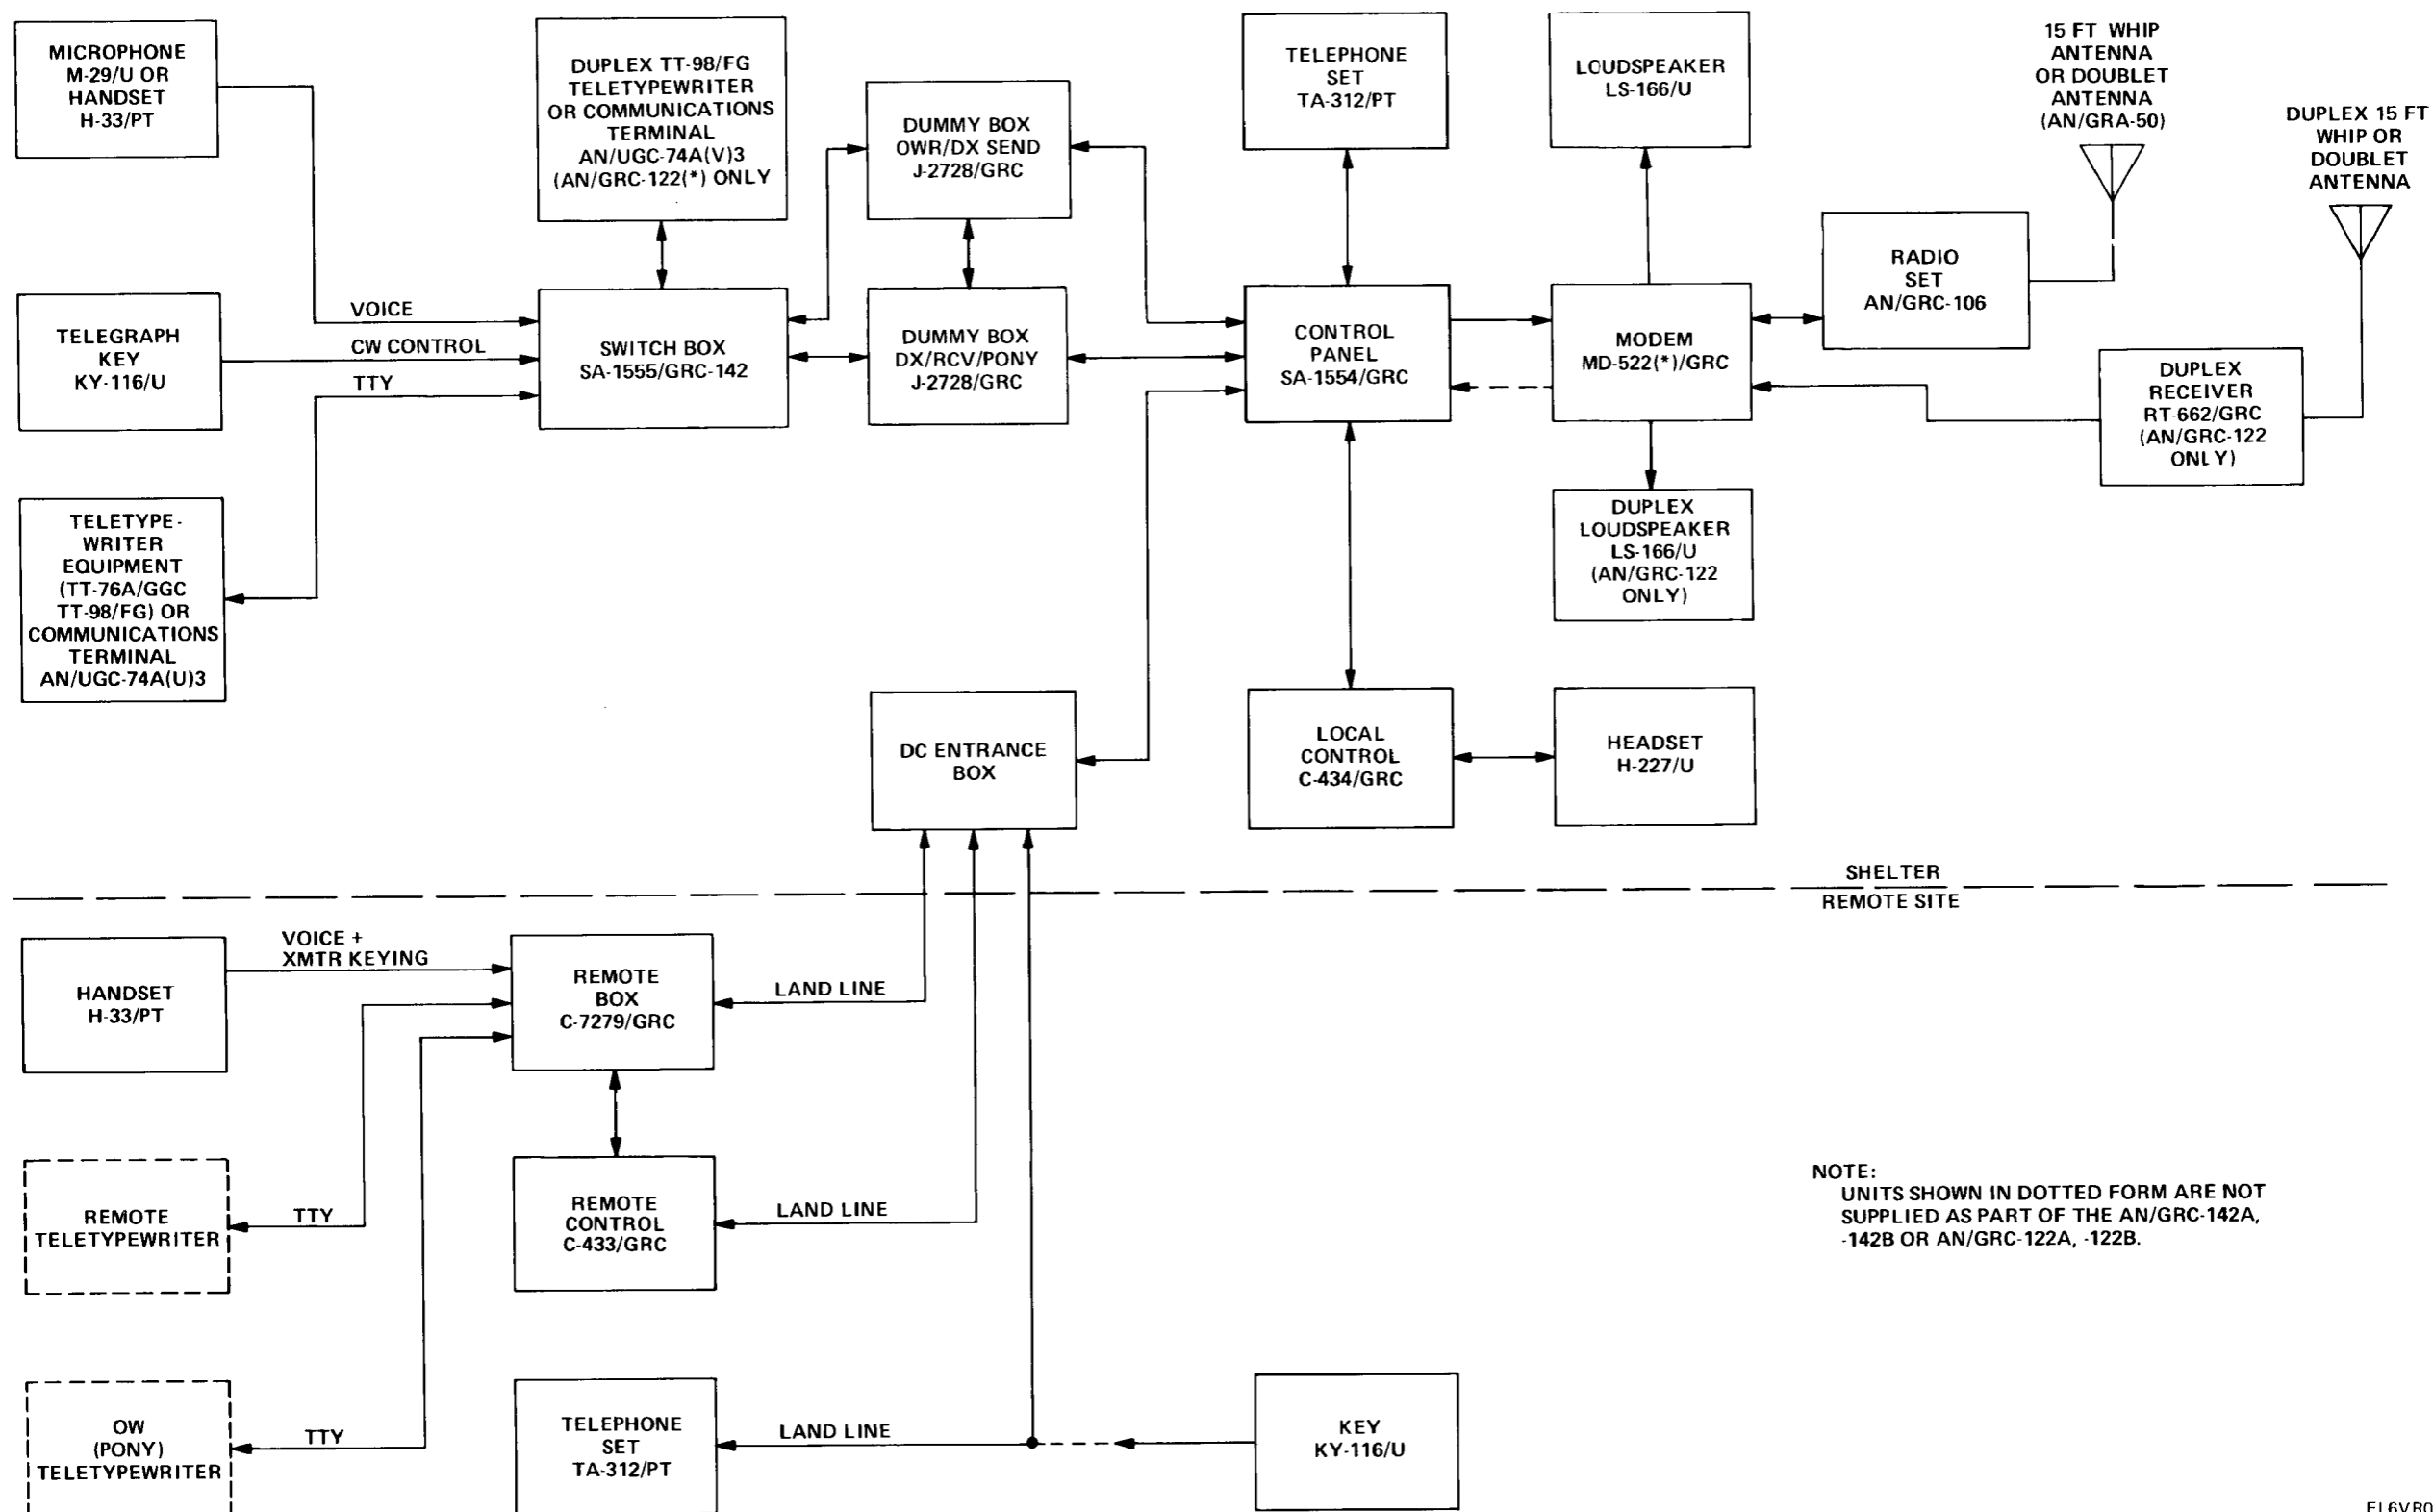 MICROPHONE
M-29/U OR
HANDSET
H-33/PT
DUPLEX TT-98/FG
TELETYPEWRITER
OR COMMUNICATIONS
TERMINAL
AN/UGC-74A(V)3
(AN/GRC-122(*) ONLY
DUMMY BOX
OWR/DX SEND
J-2728/GRC
TELEPHONE
SET
TA-312/PT
LOUDSPEAKER
LS-166/U
15 FT WHIP
ANTENNA
OR DOUBLET
ANTENNA
(AN/GRA-50)
DUPLEX 15 FT
WHIP OR
DOUBLET
ANTENNA
RADIO
SET
AN/GRC-106
TELEGRAPH
KEY
KY-116/U
VOICE
CW CONTROL
TTY
SWITCH BOX
SA-1555/GRC-142
DUMMY BOX
DX/RCV/PONY
J-2728/GRC
CONTROL
PANEL
SA-1554/GRC
MODEM
MD-522(*)/GRC
DUPLEX
RECEIVER
RT-662/GRC
(AN/GRC-122
ONLY)
TELETYPE-
WRITER
EQUIPMENT
(TT-76A/GGC
TT-98/FG) OR
COMMUNICATIONS
TERMINAL
AN/UGC-74A(U)3
DUPLEX
LOUDSPEAKER
LS-166/U
(AN/GRC-122
ONLY)
DC ENTRANCE
BOX
LOCAL
CONTROL
C-434/GRC
HEADSET
H-227/U
SHELTER
REMOTE SITE
HANDSET
H-33/PT
VOICE +
XMTR KEYING
REMOTE
BOX
C-7279/GRC
LAND LINE
REMOTE
TELETYPEWRITER
TTY
REMOTE
CONTROL
C-433/GRC
LAND LINE
NOTE:
UNITS SHOWN IN DOTTED FORM ARE NOT
SUPPLIED AS PART OF THE AN/GRC-142A,
-142B OR AN/GRC-122A, -122B.
OW
(PONY)
TELETYPEWRITER
TTY
TELEPHONE
SET
TA-312/PT
LAND LINE
KEY
KY-116/U